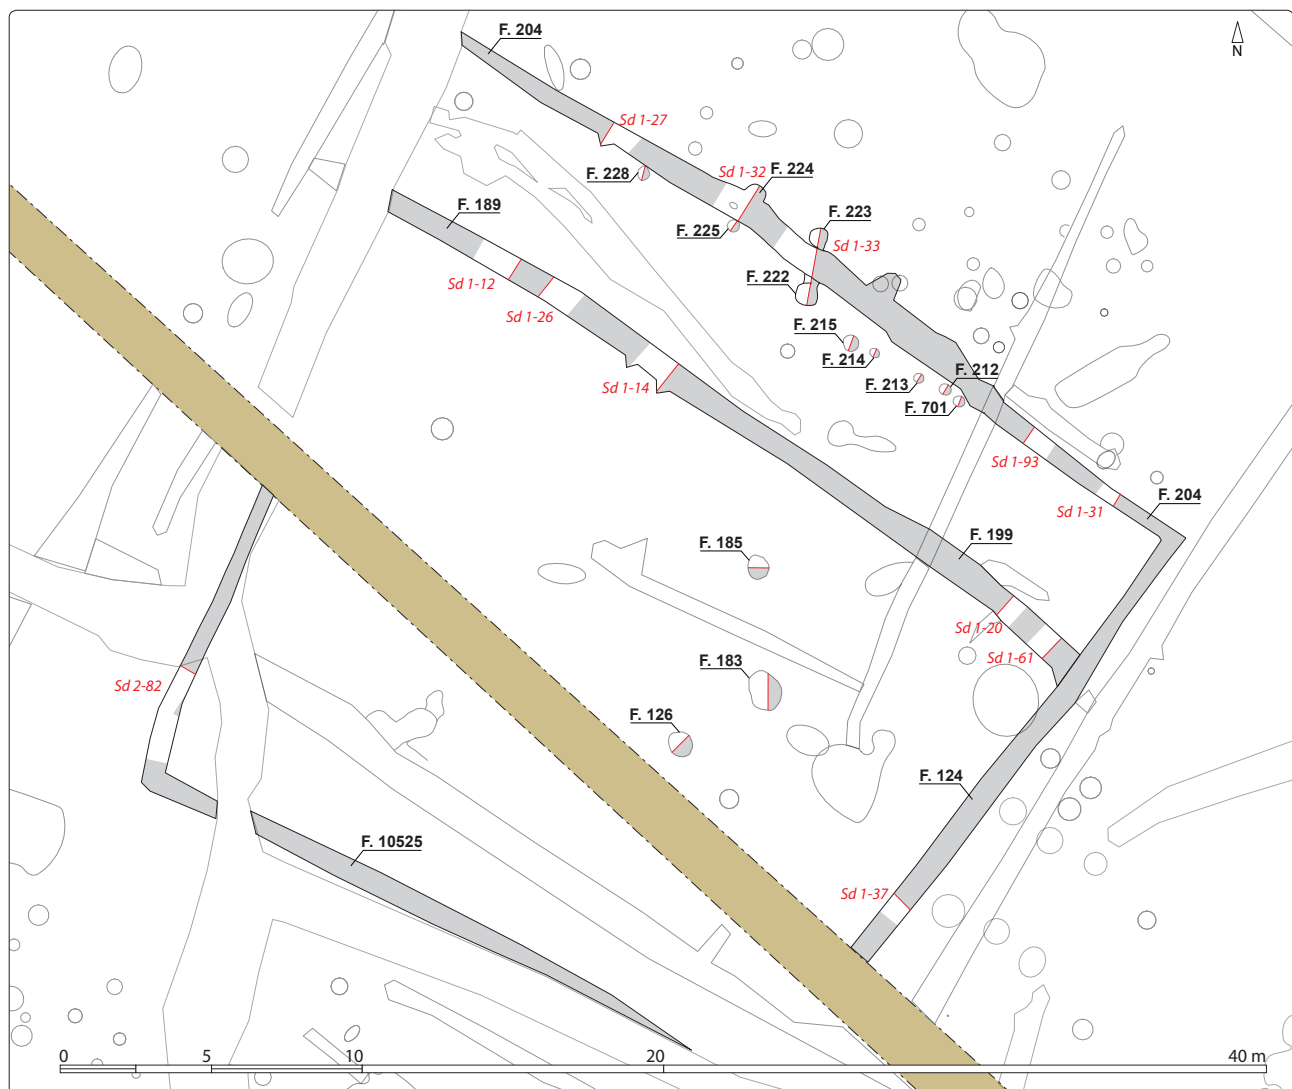 F. 204
N
Sd 1-27
F. 228
Sd 1-32
F. 224
F. 189
F. 225
F. 223
Sd 1-33
Sd 1-12
F. 222
Sd 1-26
F. 215
F. 214
Sd 1-14
F. 213
F. 212
F. 701
Sd 1-93
F. 204
Sd 1-31
F. 199
F. 185
Sd 1-20
Sd 1-61
F. 183
Sd 2-82
F. 126
F. 124
F. 10525
Sd 1-37
0 5 10 20 40 m